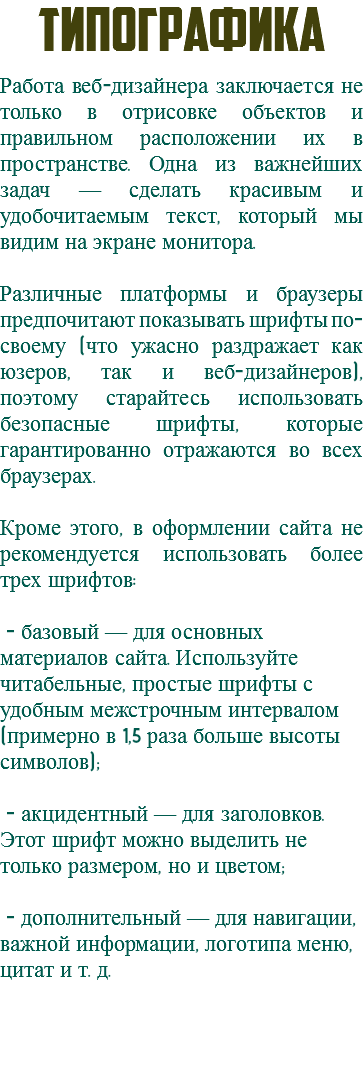 ТИПОГРАФИКА
Работа веб-дизайнера заключается не
только в отрисовке объектов и
правильном расположении их в
пространстве. Одна из важнейших
задач — сделать красивым и
удобочитаемым текст, который мы
видим на экране монитора.
Различные платформы и браузеры
предпочитают показывать шрифты по-
своему (что ужасно раздражает как
юзеров, так и веб-дизайнеров),
поэтому старайтесь использовать
безопасные шрифты, которые
гарантированно отражаются во всех
браузерах.
Кроме этого, в оформлении сайта не
рекомендуется использовать более
трех шрифтов:
- базовый — для основных
материалов сайта. Используйте
читабельные, простые шрифты с
удобным межстрочным интервалом
(примерно в 1,5 раза больше высоты
символов);
- акцидентный — для заголовков.
Этот шрифт можно выделить не
только размером, но и цветом;
- дополнительный — для навигации,
важной информации, логотипа меню,
цитат и т. д.